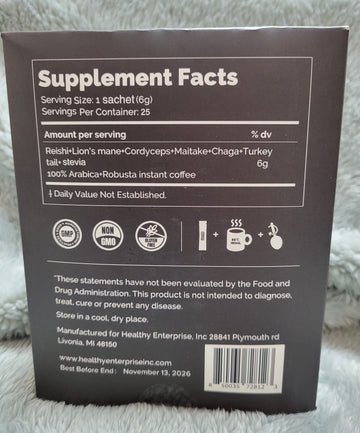 Supplement Facts
Serving Size: 1 sachet(6g)
Servings Per Container: 25
Amount per serving % dv
Reishi+Lion's mane+Cordyceps+Maitake+Chaga+Turkey
tail+ stevia 6g
100% Arabica+Robusta instant coffee
ƚ Daily Value Not Established.
GMP
NON
GMO
GLUTEN
FREE
*These statements have not been evaluated by the Food and
Drug Administration. This product is not intended to diagnose,
treat, cure or prevent any disease.
Store in a cool, dry place.
Manufactured for Healthy Enterprise, Inc 28841 Plymouth rd
Livonia, MI 48150
www.healthyenterpriseinc.com
Best Before End: November 13, 2026
8 50035 72812 3